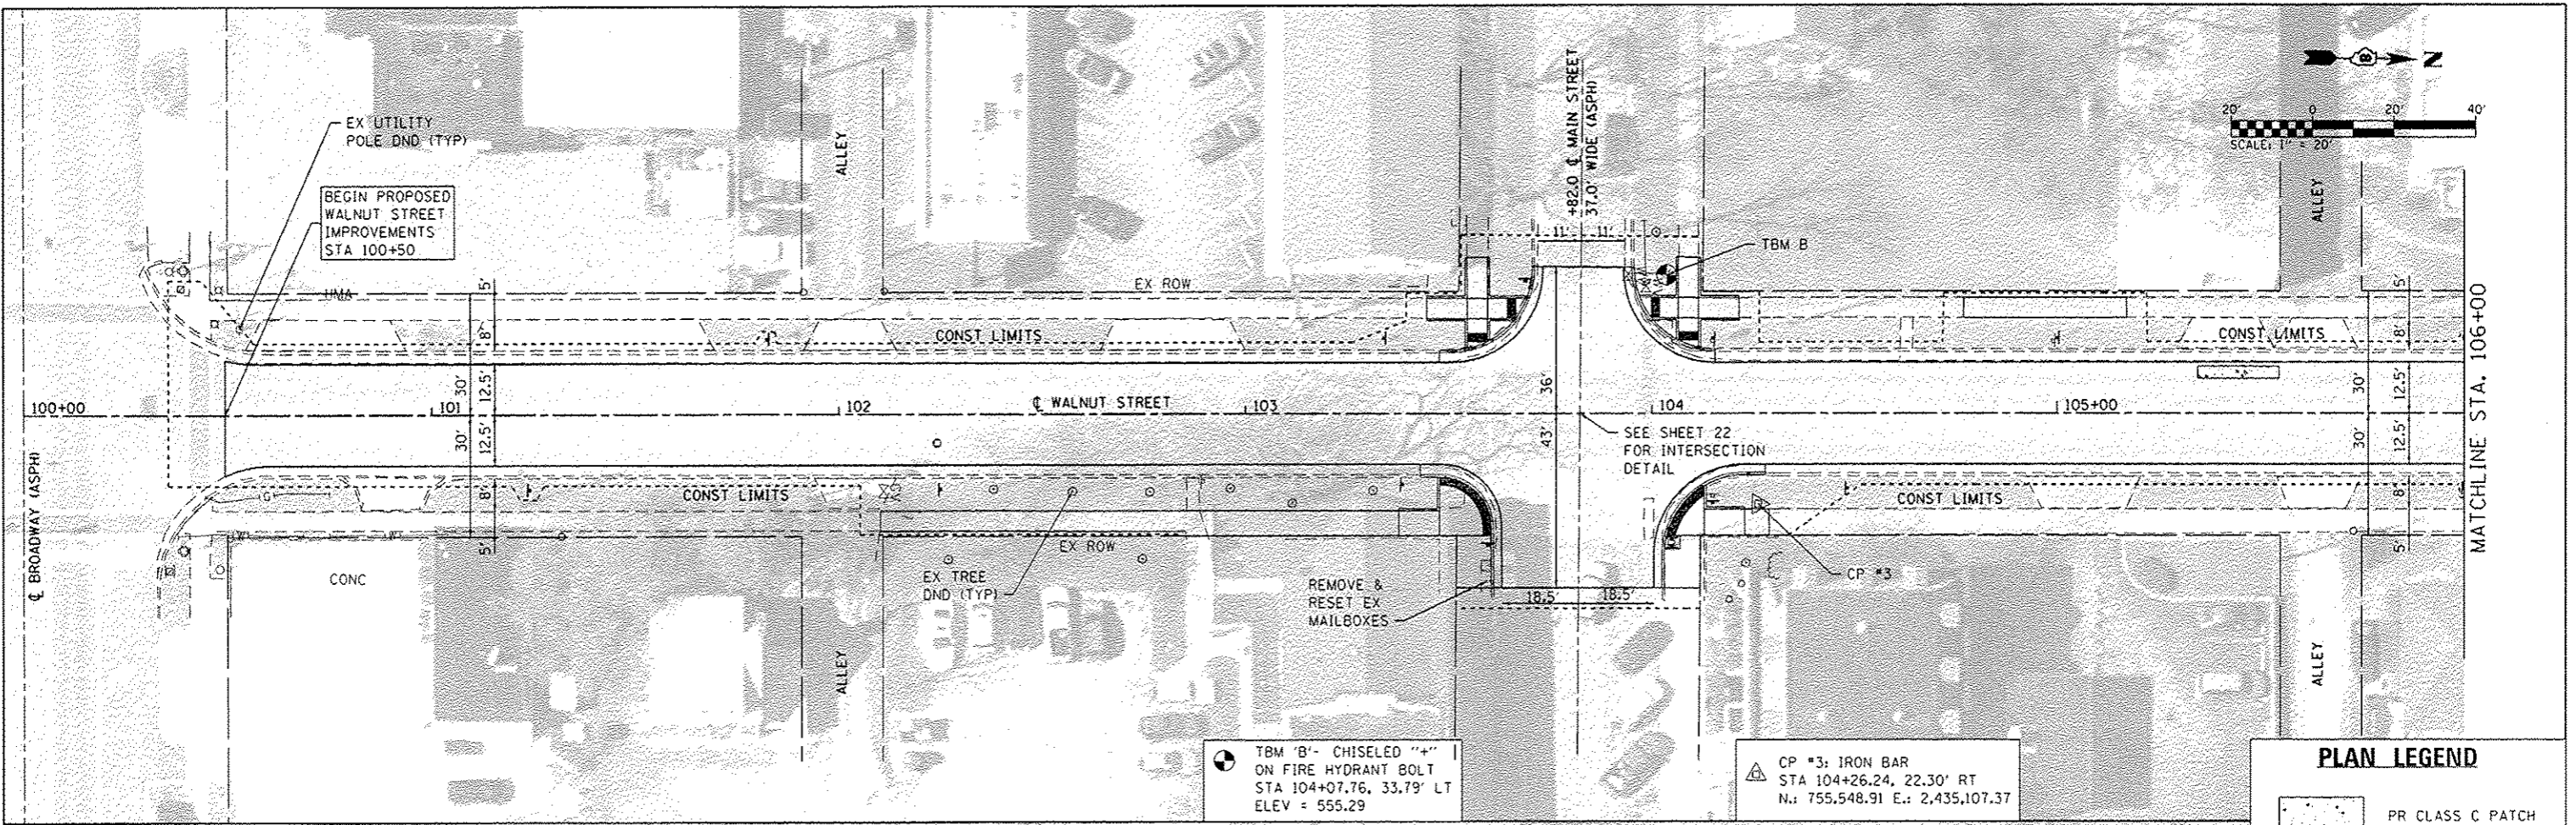 EX UTILITY
POLE DND (TYP)
BEGIN PROPOSED
WALNUT STREET
IMPROVEMENTS
STA 100+50
HMA
ALLEY
EX ROW
CONST LIMITS
+82.0 ℄ MAIN STREET
37.0' WIDE (ASPH)
11' 11'
TBM B
B
N
20' 0 20' 40'
SCALE: 1" = 20'
ALLEY
CONST LIMITS
5'
8'
30'
12.5'
30'
12.5'
8'
5'
100+00
101
102
℄ WALNUT STREET
103
104
105+00
36'
43'
SEE SHEET 22
FOR INTERSECTION
DETAIL
5'
8'
30'
12.5'
30'
12.5'
8'
5'
MATCHLINE STA. 106+00
℄ BROADWAY (ASPH)
G
CONST LIMITS
CONST LIMITS
CONC
EX ROW
EX TREE
DND (TYP)
REMOVE &
RESET EX
MAILBOXES
18.5' 18.5'
CP #3
ALLEY
ALLEY
TBM 'B'- CHISELED "+"
ON FIRE HYDRANT BOLT
STA 104+07.76, 33.79' LT
ELEV = 555.29
CP #3: IRON BAR
STA 104+26.24, 22.30' RT
N.: 755,548.91 E.: 2,435,107.37
PLAN LEGEND
PR CLASS C PATCH